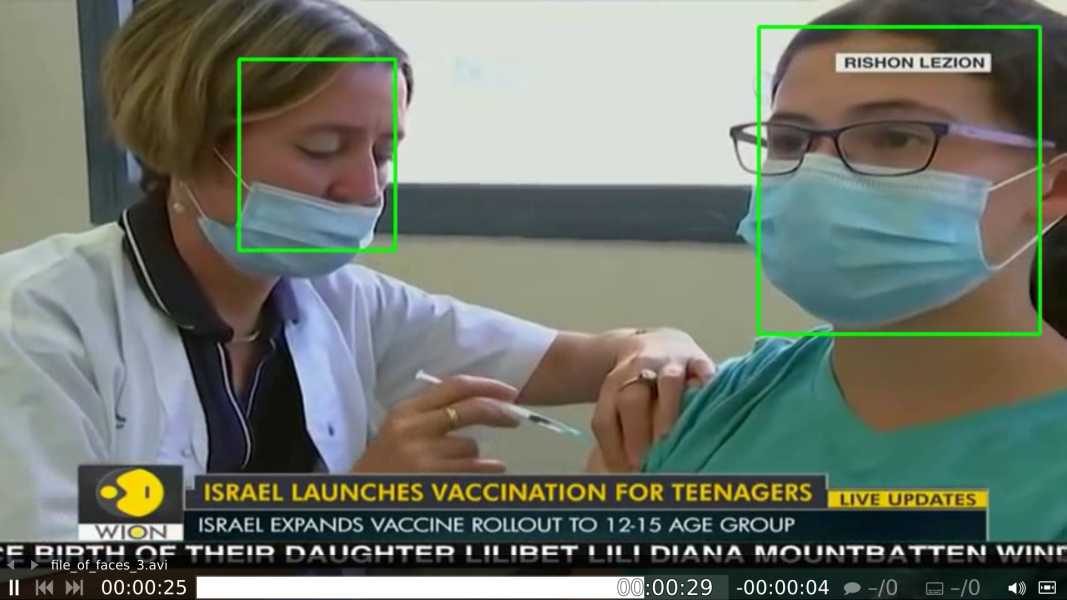 RISHON LEZION
ISRAEL LAUNCHES VACCINATION FOR TEENAGERS
LIVE UPDATES
WION
ISRAEL EXPANDS VACCINE ROLLOUT TO 12-15 AGE GROUP
CE BIRTH OF THEIR DAUGHTER LILIBET LILI DIANA MOUNTBATTEN WIND
file_of_faces_3.avi
00:00:25 00:00:29 -00:00:04 –/0 –/0